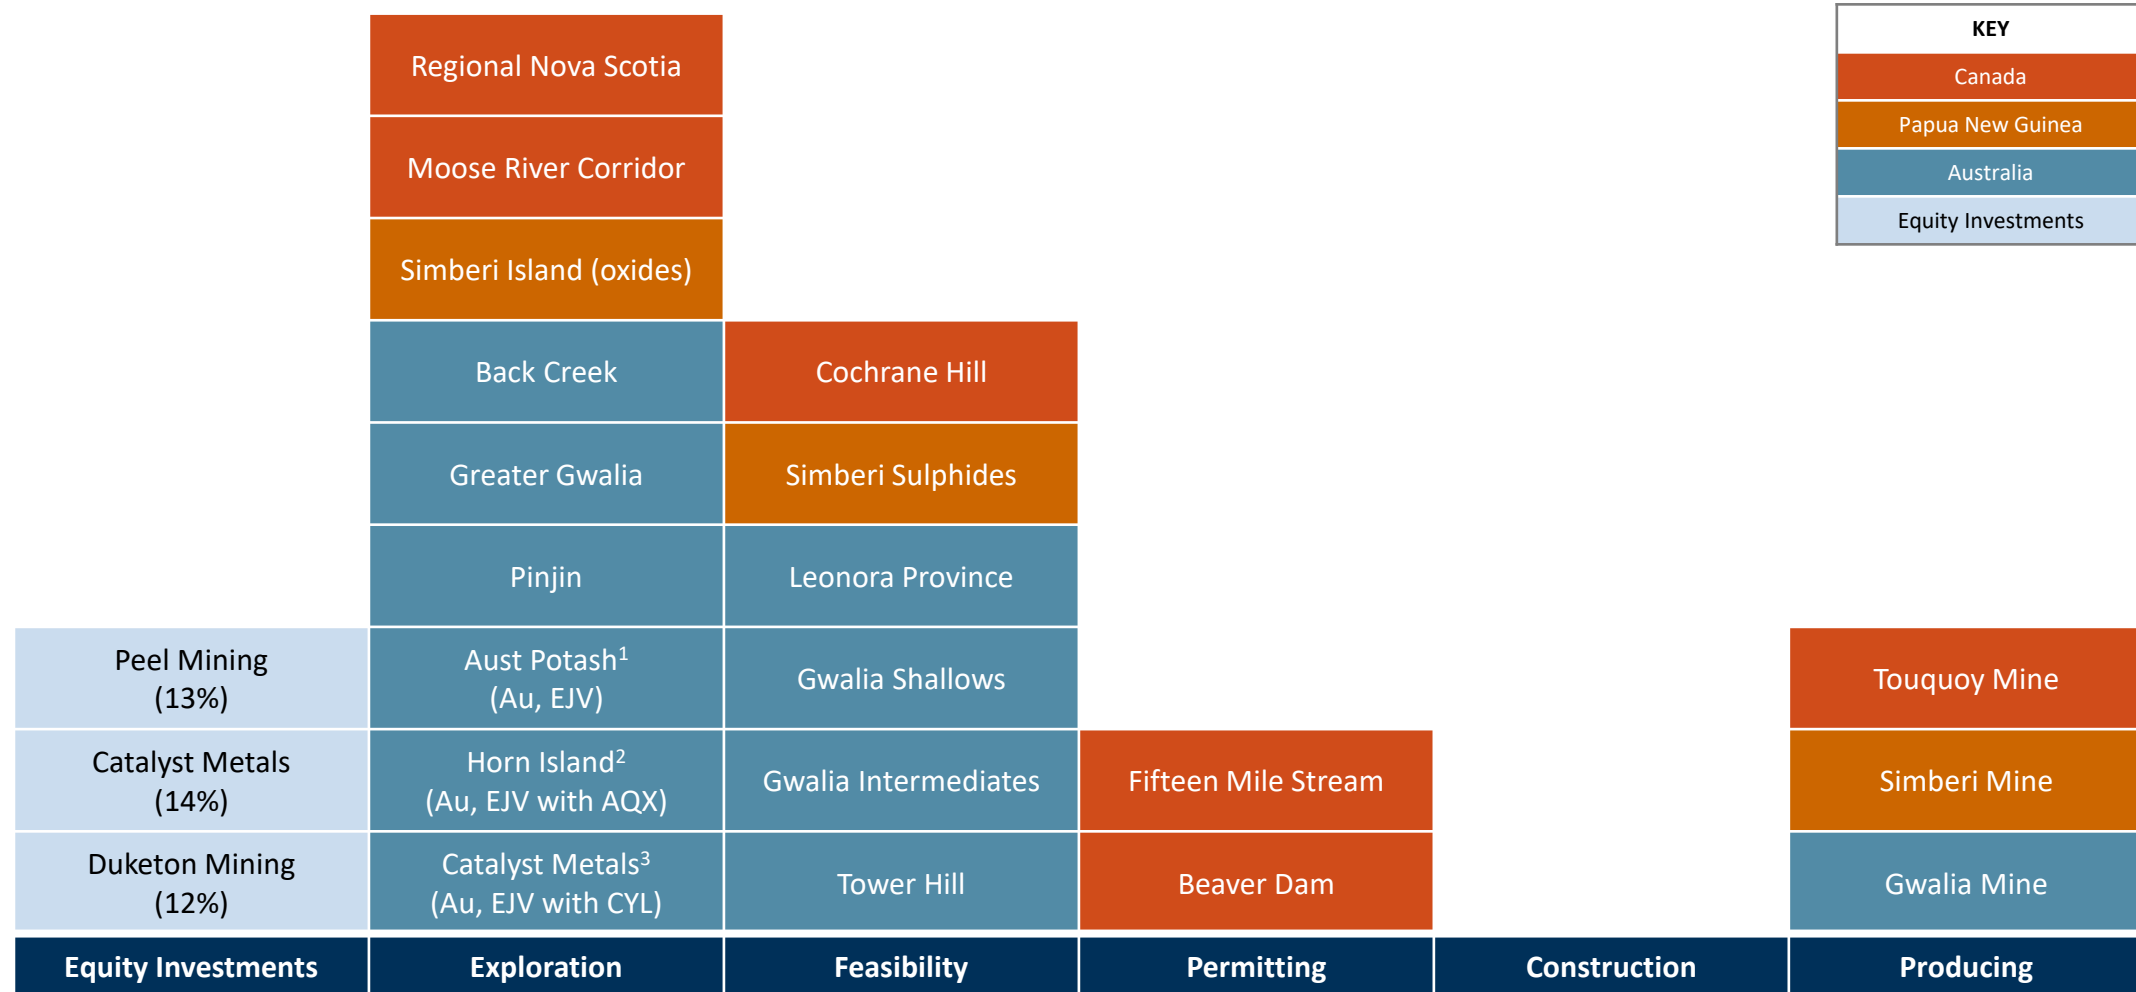 KEY
Canada
Papua New Guinea
Australia
Equity Investments
Regional Nova Scotia
Moose River Corridor
Simberi Island (oxides)
Back Creek
Cochrane Hill
Greater Gwalia
Simberi Sulphides
Pinjin
Leonora Province
Peel Mining
(13%)
Aust Potash¹
(Au, EJV)
Gwalia Shallows
Touquoy Mine
Catalyst Metals
(14%)
Horn Island²
(Au, EJV with AQX)
Gwalia Intermediates
Fifteen Mile Stream
Simberi Mine
Duketon Mining
(12%)
Catalyst Metals³
(Au, EJV with CYL)
Tower Hill
Beaver Dam
Gwalia Mine
Equity Investments
Exploration
Feasibility
Permitting
Construction
Producing